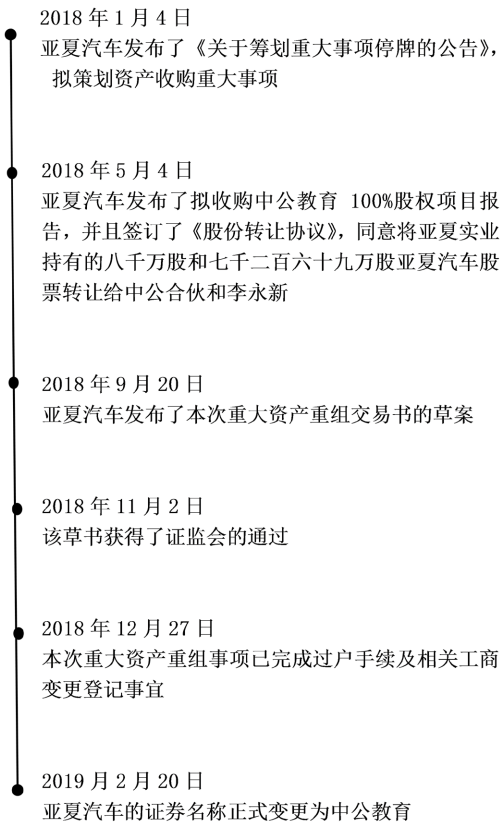 2018 年 1 月 4 日
亚夏汽车发布了《关于筹划重大事项停牌的公告》,
拟策划资产收购重大事项
2018 年 5 月 4 日
亚夏汽车发布了拟收购中公教育 100%股权项目报
告，并且签订了《股份转让协议》，同意将亚夏实业
持有的八千万股和七千二百六十九万股亚夏汽车股
票转让给中公合伙和李永新
2018 年 9 月 20 日
亚夏汽车发布了本次重大资产重组交易书的草案
2018 年 11 月 2 日
该草书获得了证监会的通过
2018 年 12 月 27 日
本次重大资产重组事项已完成过户手续及相关工商
变更登记事宜
2019 月 2 月 20 日
亚夏汽车的证券名称正式变更为中公教育